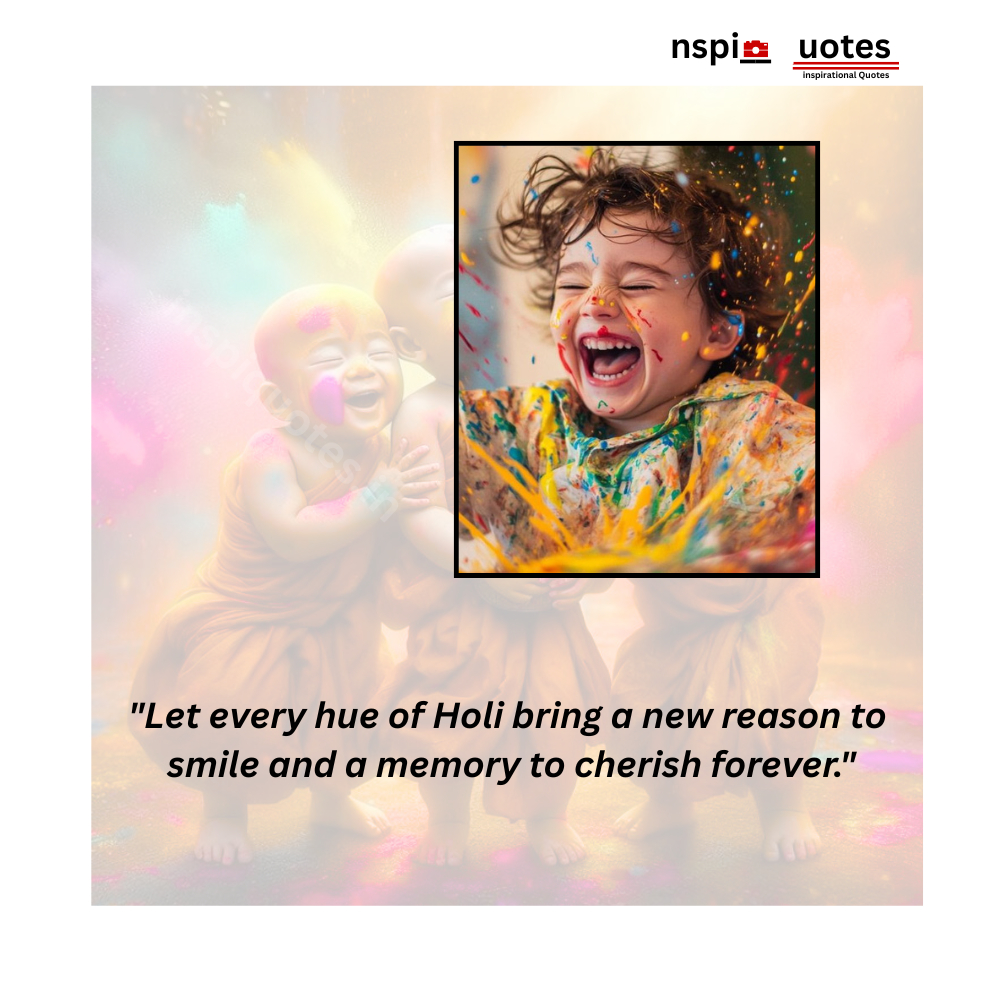 nspi uotes
inspirational Quotes
"Let every hue of Holi bring a new reason to
smile and a memory to cherish forever."